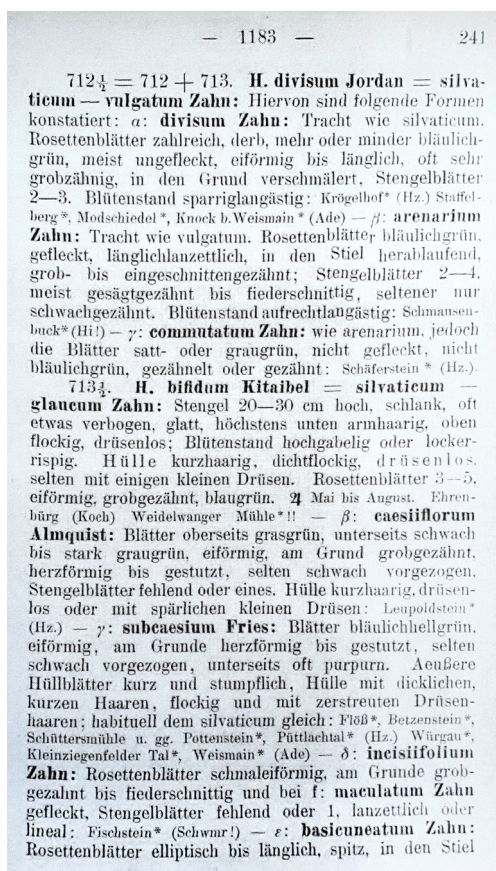 — 1183 — 241
712½ = 712 + 713. H. divisum Jordan = silva-
ticum — vulgatum Zahn: Hiervon sind folgende Formen
konstatiert: α: divisum Zahn: Tracht wie silvaticum.
Rosettenblätter zahlreich, derb, mehr oder minder bläulich-
grün, meist ungefleckt, eiförmig bis länglich, oft sehr
grobzähnig, in den Grund verschmälert, Stengelblätter
2—3. Blütenstand sparriglangästig: Krögelhof* (Hz.) Staffel-
berg*, Modschiedel*, Knock b. Weismain* (Ade) — β: arenarium
Zahn: Tracht wie vulgatum. Rosettenblätter bläulichgrün,
gefleckt, länglichlanzettlich, in den Stiel herablaufend,
grob- bis eingeschnittengezähnt; Stengelblätter 2—4,
meist gesägtgezähnt bis fiederschnittig, seltener nur
schwachgezähnt. Blütenstand aufrechtlangästig: Schmausen-
buck* (Hi!) — γ: commutatum Zahn: wie arenarium, jedoch
die Blätter satt- oder graugrün, nicht gefleckt, nicht
bläulichgrün, gezähnelt oder gezähnt: Schäferstein* (Hz.).
713¾. H. bifidum Kitaibel = silvaticum —
glaucum Zahn: Stengel 20—30 cm hoch, schlank, oft
etwas verbogen, glatt, höchstens unten armhaarig, oben
flockig, drüsenlos; Blütenstand hochgabelig oder locker-
rispig. Hülle kurzhaarig, dichtflockig, drüsenlos,
selten mit einigen kleinen Drüsen. Rosettenblätter 3—5,
eiförmig, grobgezähnt, blaugrün. ♃ Mai bis August. Ehren-
bürg (Koch) Weidelwanger Mühle*!! — β: caesiiflorum
Almquist: Blätter oberseits grasgrün, unterseits schwach
bis stark graugrün, eiförmig, am Grund grobgezähnt,
herzförmig bis gestutzt, selten schwach vorgezogen,
Stengelblätter fehlend oder eines. Hülle kurzhaarig, drüsen-
los oder mit spärlichen kleinen Drüsen: Leupoldstein*
(Hz.) — γ: subcaesium Fries: Blätter bläulichhellgrün,
eiförmig, am Grunde herzförmig bis gestutzt, selten
schwach vorgezogen, unterseits oft purpurn. Aeußere
Hüllblätter kurz und stumpflich, Hülle mit dicklichen,
kurzen Haaren, flockig und mit zerstreuten Drüsen-
haaren; habituell dem silvaticum gleich: Flöß*, Betzenstein*,
Schüttersmühle u. gg. Pottenstein*, Püttlachtal* (Hz.) Würgau*,
Kleinziegenfelder Tal*, Weismain* (Ade) — δ: incisiifolium
Zahn: Rosettenblätter schmaleiförmig, am Grunde grob-
gezahnt bis fiederschnittig und bei f: maculatum Zahn
gefleckt, Stengelblätter fehlend oder 1, lanzettlich oder
lineal: Fischstein* (Schwmr!) — ε: basicuneatum Zahn:
Rosettenblätter elliptisch bis länglich, spitz, in den Stiel